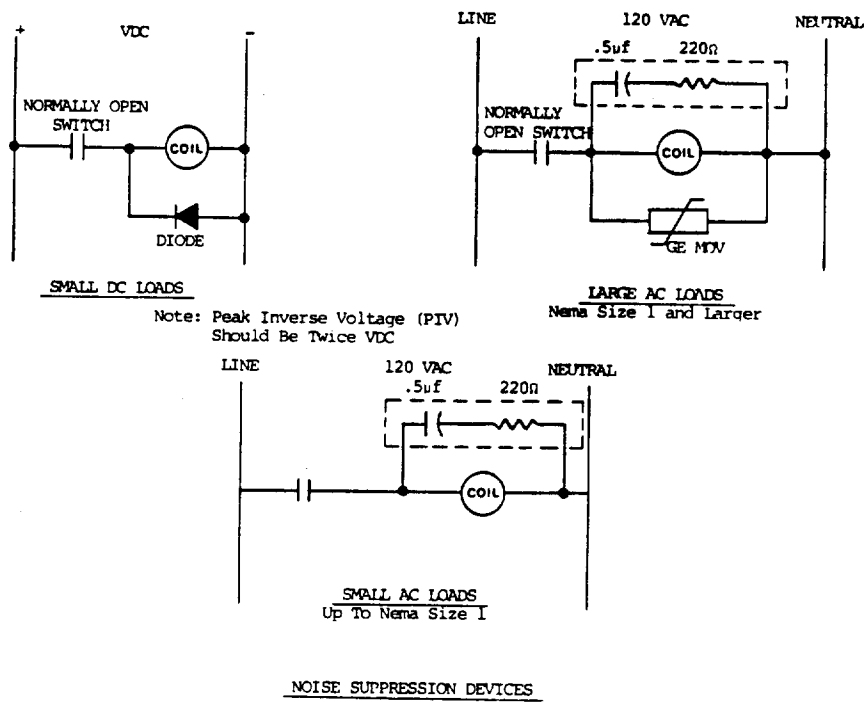 + VDC -
NORMALLY OPEN
SWITCH
COIL
DIODE
SMALL DC LOADS
Note: Peak Inverse Voltage (PIV)
Should Be Twice VDC
LINE 120 VAC NEUTRAL
.5µf 220Ω
NORMALLY
OPEN SWITCH
COIL
GE MOV
LARGE AC LOADS
Nema Size I and Larger
LINE 120 VAC NEUTRAL
.5µf 220Ω
COIL
SMALL AC LOADS
Up To Nema Size I
NOISE SUPPRESSION DEVICES